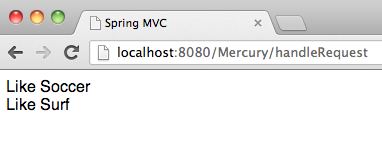 Spring MVC
localhost:8080/Mercury/handleRequest
Like Soccer
Like Surf